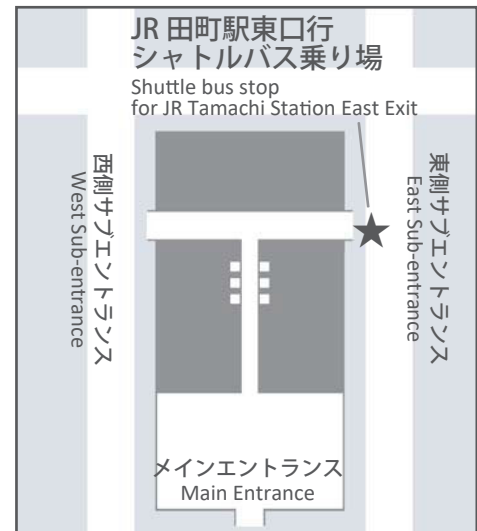 JR 田町駅東口行
シャトルバス乗り場
Shuttle bus stop
for JR Tamachi Station East Exit
西側サブエントランス
West Sub-entrance
東側サブエントランス
East Sub-entrance
メインエントランス
Main Entrance